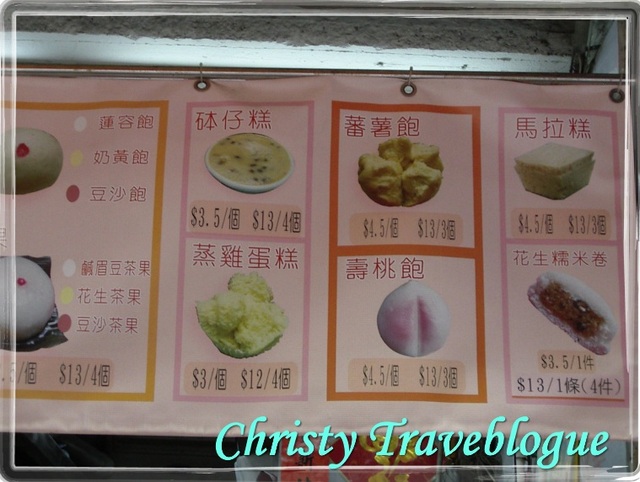 蓮容飽
奶黃飽
豆沙飽
鹹眉豆茶果
花生茶果
豆沙茶果
.5/個 $13/4個
砵仔糕
$3.5/個 $13/4個
蒸雞蛋糕
$3/個 $12/4個
蕃薯飽
$4.5/個 $13/3個
壽桃飽
$4.5/個 $13/3個
馬拉糕
$4.5/個 $13/3個
花生糯米卷
$3.5/1件
$13/1條(4件)
Christy Traveblogue